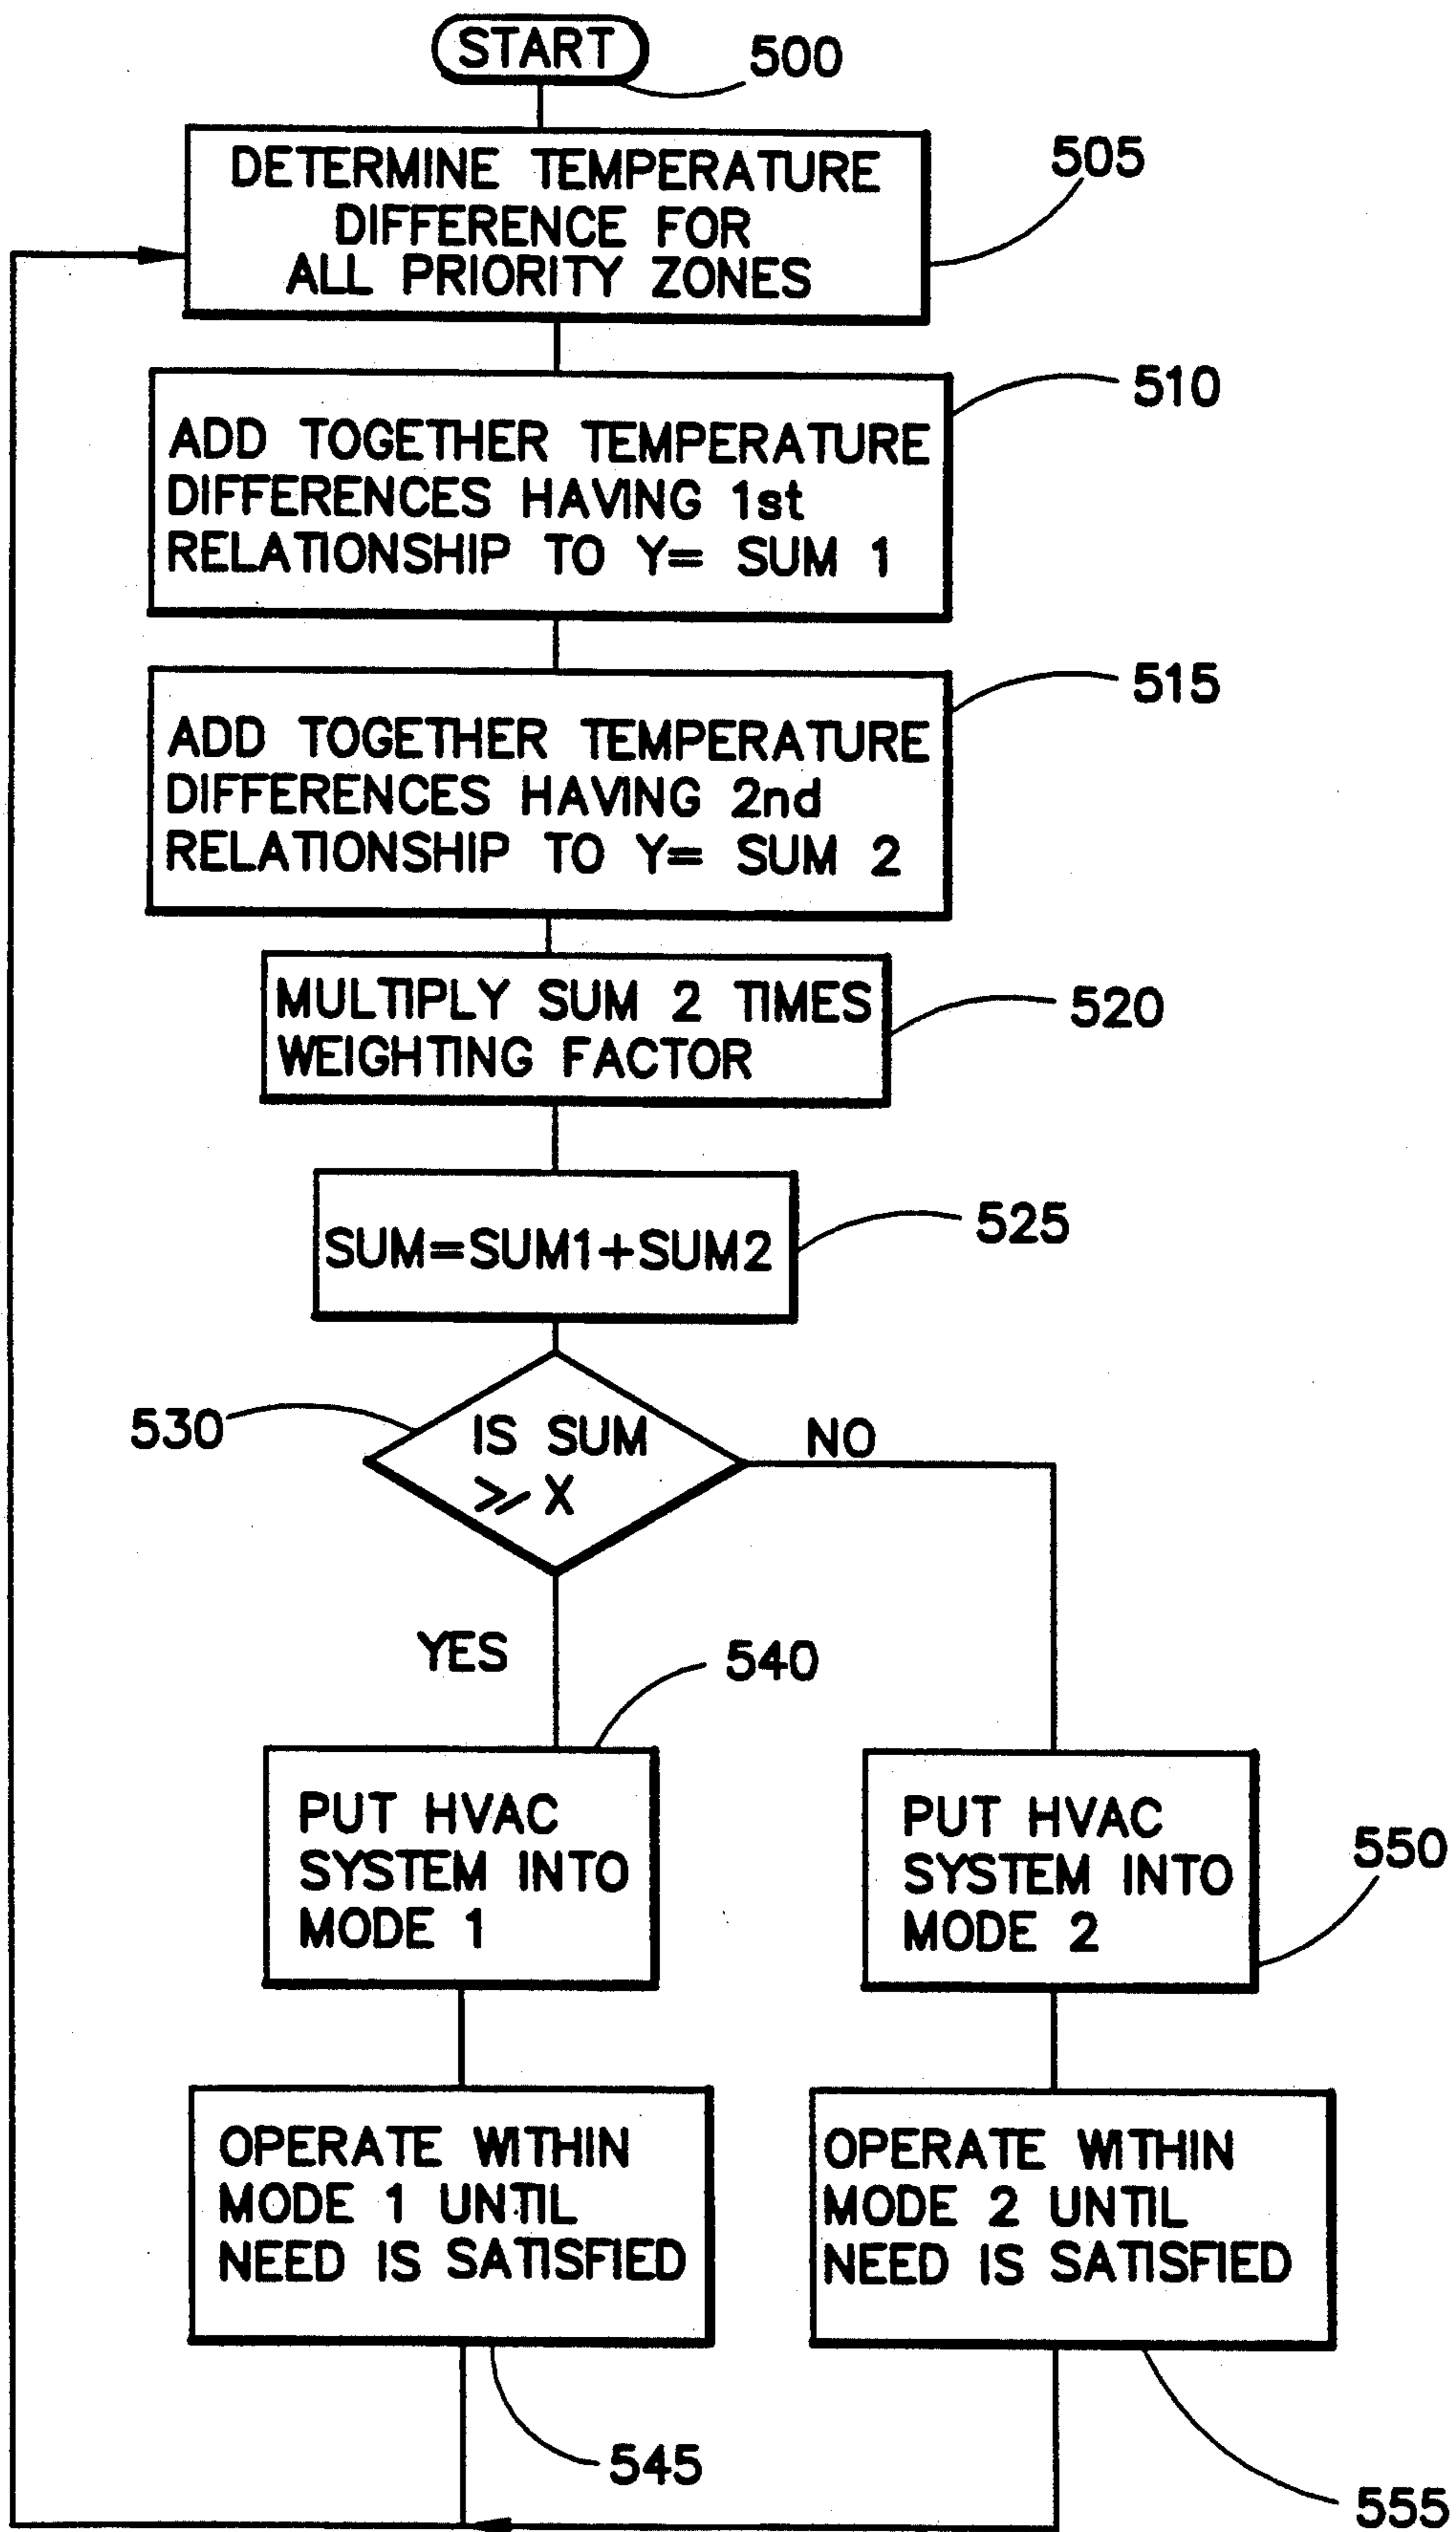 START
500
DETERMINE TEMPERATURE
DIFFERENCE FOR
ALL PRIORITY ZONES
505
ADD TOGETHER TEMPERATURE
DIFFERENCES HAVING 1st
RELATIONSHIP TO Y= SUM 1
510
ADD TOGETHER TEMPERATURE
DIFFERENCES HAVING 2nd
RELATIONSHIP TO Y= SUM 2
515
MULTIPLY SUM 2 TIMES
WEIGHTING FACTOR
520
SUM=SUM1+SUM2
525
530
IS SUM
⩾ X
NO
YES
540
PUT HVAC
SYSTEM INTO
MODE 1
PUT HVAC
SYSTEM INTO
MODE 2
550
OPERATE WITHIN
MODE 1 UNTIL
NEED IS SATISFIED
OPERATE WITHIN
MODE 2 UNTIL
NEED IS SATISFIED
545
555